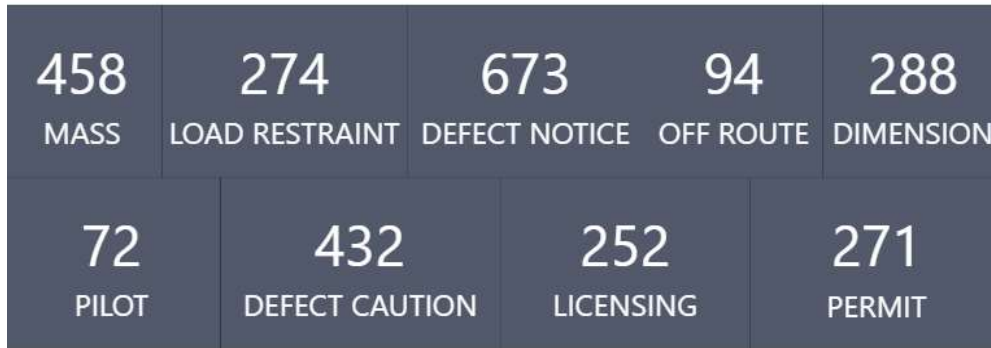 458 274 673 94 288
MASS LOAD RESTRAINT DEFECT NOTICE OFF ROUTE DIMENSION
72 432 252 271
PILOT DEFECT CAUTION LICENSING PERMIT